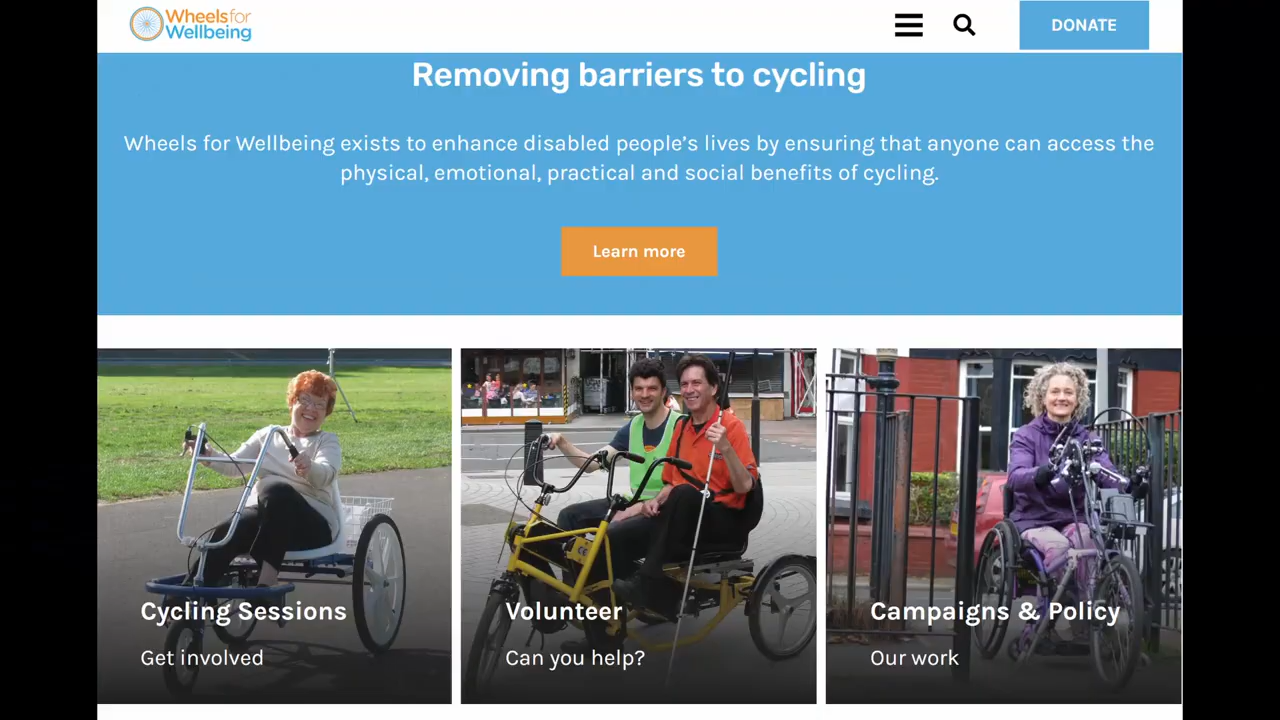 Wheels for
Wellbeing
DONATE
Removing barriers to cycling
Wheels for Wellbeing exists to enhance disabled people’s lives by ensuring that anyone can access the
physical, emotional, practical and social benefits of cycling.
Learn more
Cycling Sessions
Get involved
Volunteer
Can you help?
Campaigns & Policy
Our work